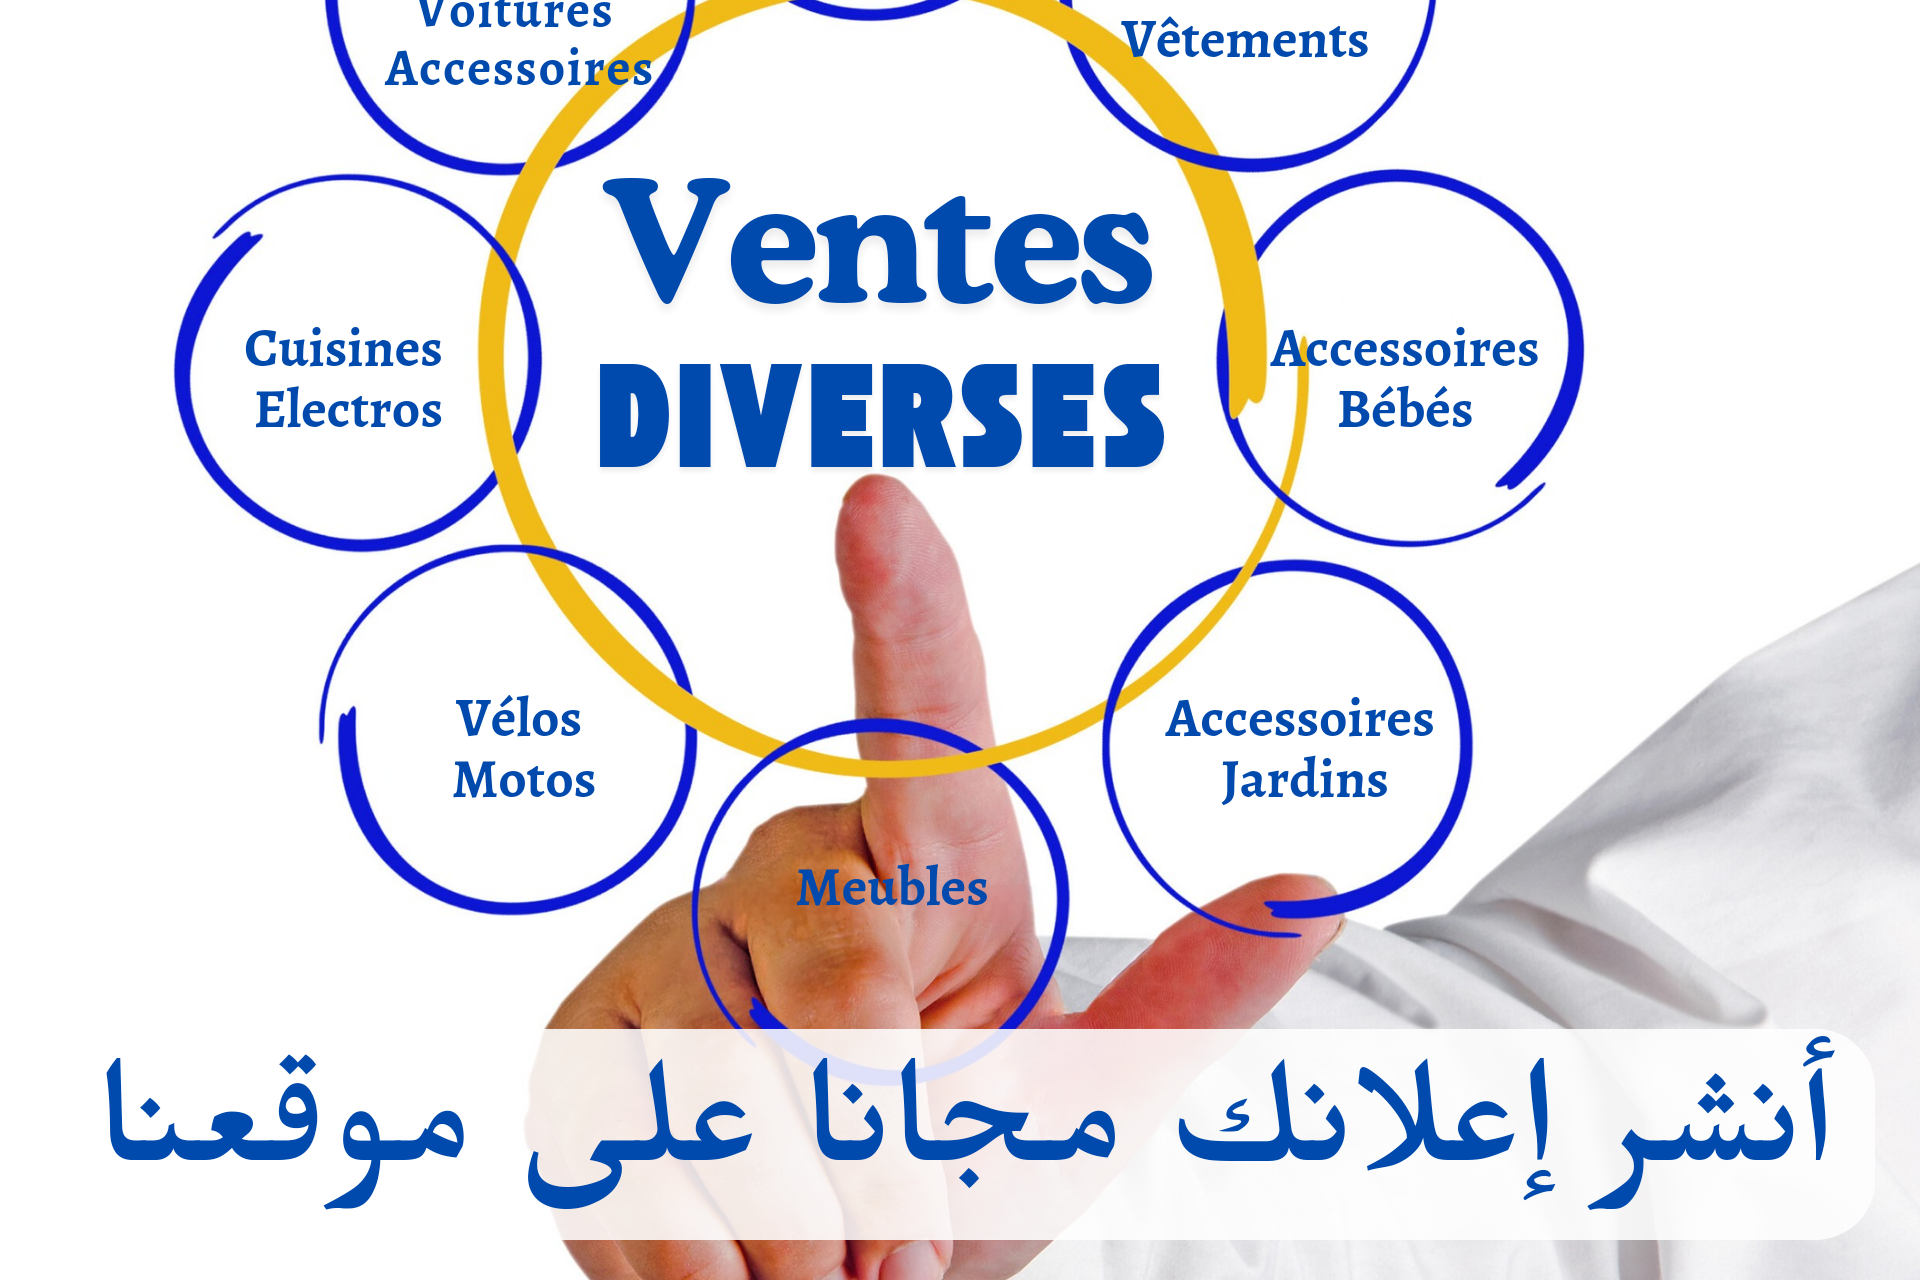 Voitures
Accessoires
Vêtements
Ventes
DIVERSES
Cuisines
Electros
Accessoires
Bébés
Vélos
Motos
Accessoires
Jardins
Meubles
أنشر إعلانك مجانا على موقعنا